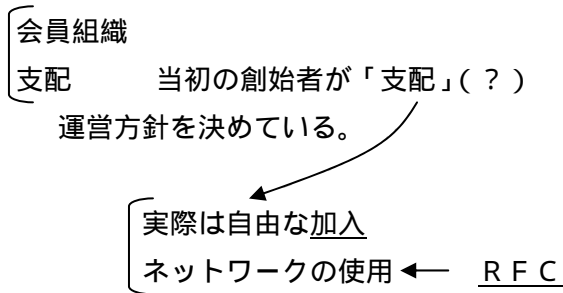 会員組織
支配　　当初の創始者が「支配」(?)
運営方針を決めている。
実際は自由な加入
ネットワークの使用 ← RFC